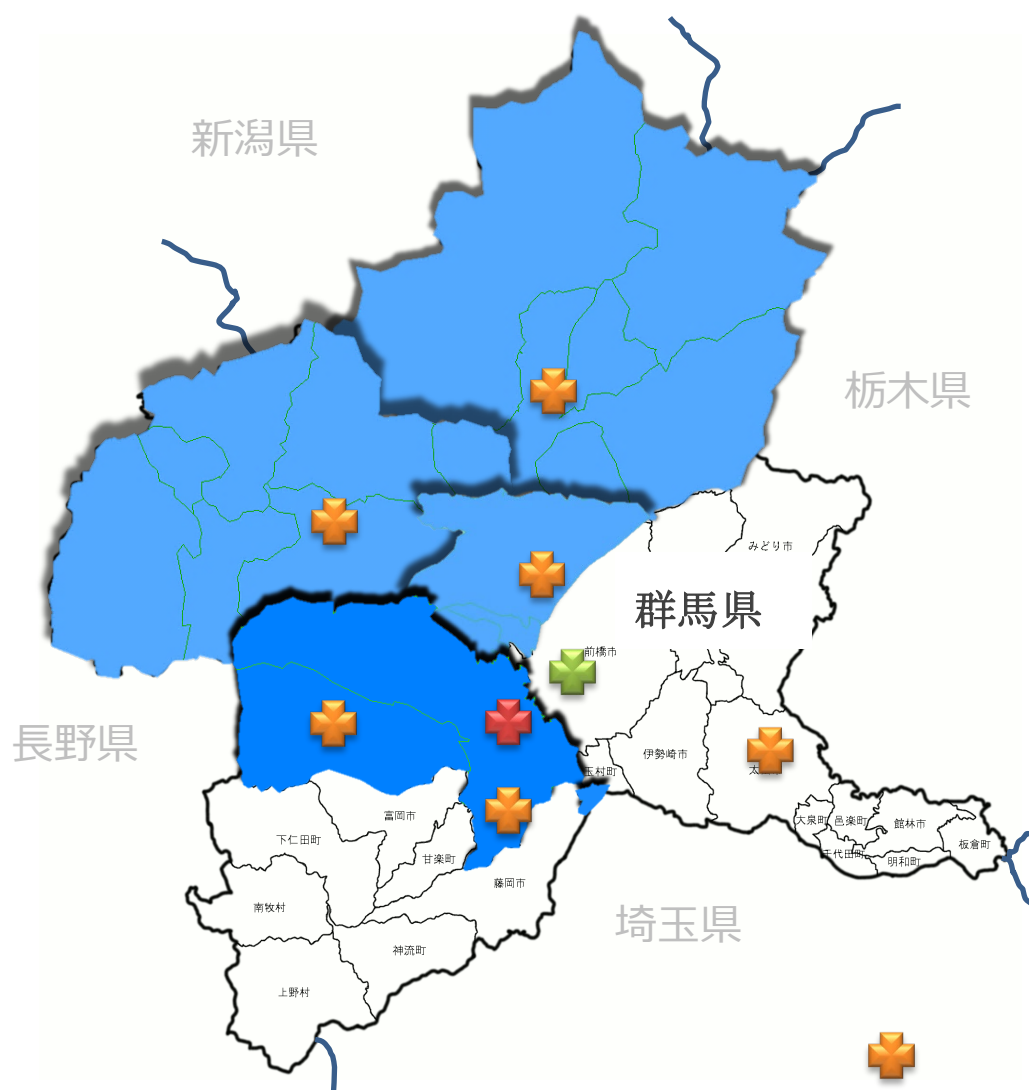 新潟県
栃木県
みどり市
群馬県
前橋市
長野県
伊勢崎市
玉村町
太
大泉町
邑楽町
館林市
板倉町
千代田町
明和町
富岡市
下仁田町
甘楽町
藤岡市
南牧村
埼玉県
神流町
上野村